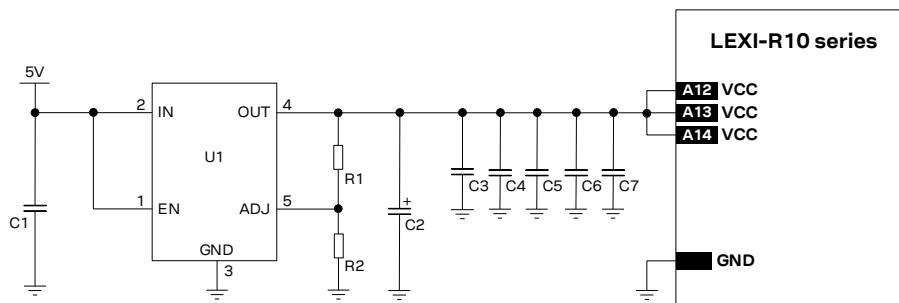 LEXI-R10 series
5V
2 IN
OUT 4
A12 VCC
A13 VCC
A14 VCC
U1
R1
C3 C4 C5 C6 C7
1 EN
ADJ 5
C1
C2
GND
3
R2
+
GND